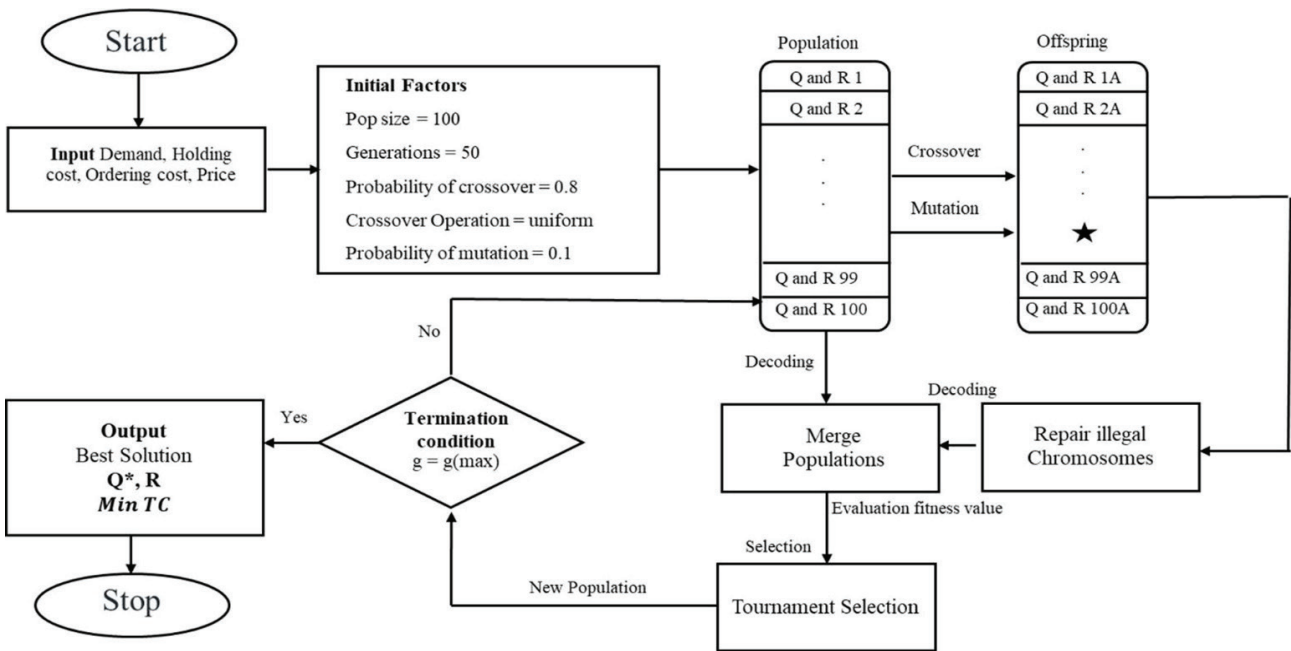 Start
Input Demand, Holding
cost, Ordering cost, Price
Initial Factors
Pop size = 100
Generations = 50
Probability of crossover = 0.8
Crossover Operation = uniform
Probability of mutation = 0.1
Population
Q and R 1
Q and R 2
.
.
.
Q and R 99
Q and R 100
Crossover
Mutation
Offspring
Q and R 1A
Q and R 2A
.
.
.
Q and R 99A
Q and R 100A
Decoding
Decoding
Repair illegal
Chromosomes
Merge
Populations
Evaluation fitness value
Selection
Tournament Selection
New Population
Termination
condition
g = g(max)
No
Yes
Output
Best Solution
Q*, R
Min TC
Stop